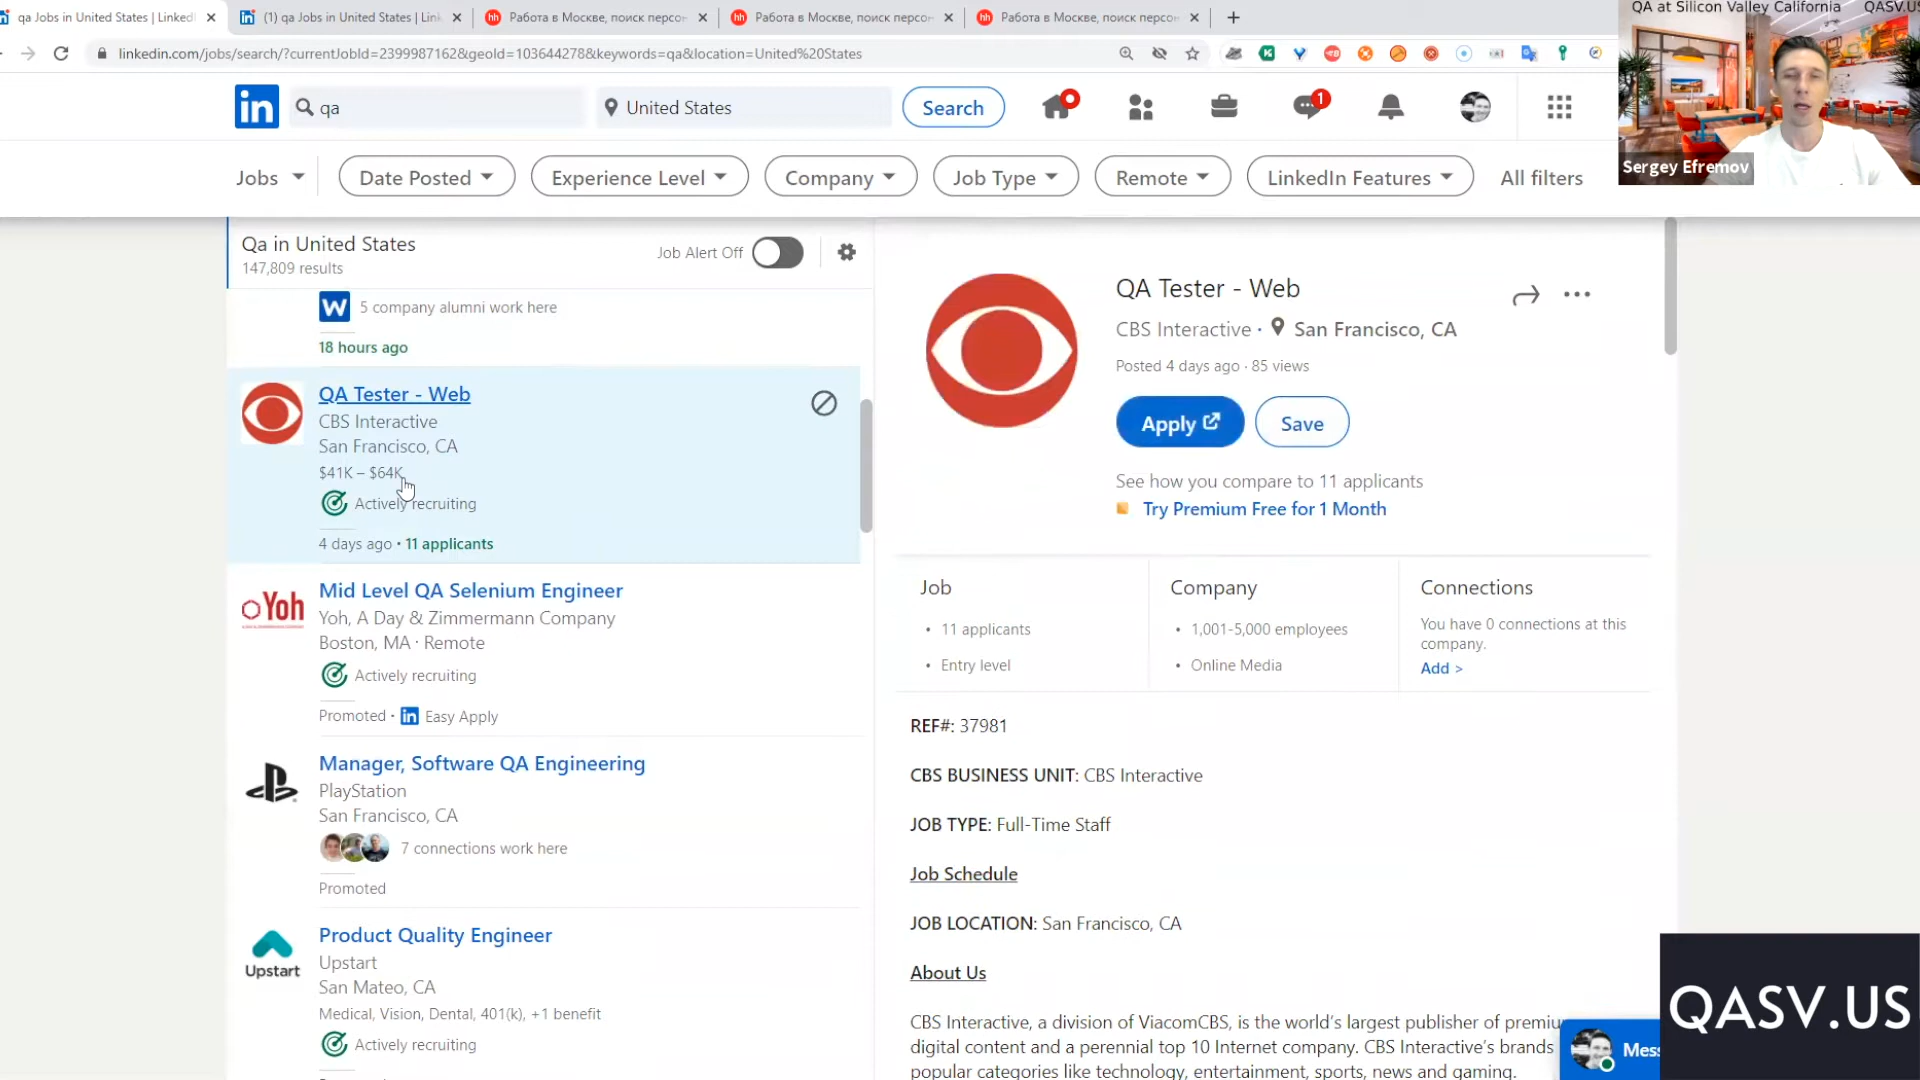 qa Jobs in United States | Linked
(1) qa Jobs in United States | Link
Работа в Москве, поиск персон
Работа в Москве, поиск персон
Работа в Москве, поиск персон
linkedin.com/jobs/search/?currentJobId=2399987162&geoId=103644278&keywords=qa&location=United%20States
QA at Silicon Valley California QASV.US
Sergey Efremov
qa
United States
Search
1
Jobs
Date Posted
Experience Level
Company
Job Type
Remote
LinkedIn Features
All filters
Qa in United States
147,809 results
Job Alert Off
5 company alumni work here
18 hours ago
QA Tester - Web
CBS Interactive
San Francisco, CA
$41K – $64K
Actively recruiting
4 days ago · 11 applicants
Yoh
Mid Level QA Selenium Engineer
Yoh, A Day & Zimmermann Company
Boston, MA · Remote
Actively recruiting
Promoted · Easy Apply
Manager, Software QA Engineering
PlayStation
San Francisco, CA
7 connections work here
Promoted
Upstart
Product Quality Engineer
Upstart
San Mateo, CA
Medical, Vision, Dental, 401(k), +1 benefit
Actively recruiting
QA Tester - Web
CBS Interactive · San Francisco, CA
Posted 4 days ago · 85 views
Apply
Save
See how you compare to 11 applicants
Try Premium Free for 1 Month
Job
• 11 applicants
• Entry level
Company
• 1,001-5,000 employees
• Online Media
Connections
You have 0 connections at this
company.
Add >
REF#: 37981
CBS BUSINESS UNIT: CBS Interactive
JOB TYPE: Full-Time Staff
Job Schedule
JOB LOCATION: San Francisco, CA
About Us
CBS Interactive, a division of ViacomCBS, is the world's largest publisher of premiu
digital content and a perennial top 10 Internet company. CBS Interactive's brands
popular categories like technology, entertainment, sports, news and gaming.
Mess
QASV.US